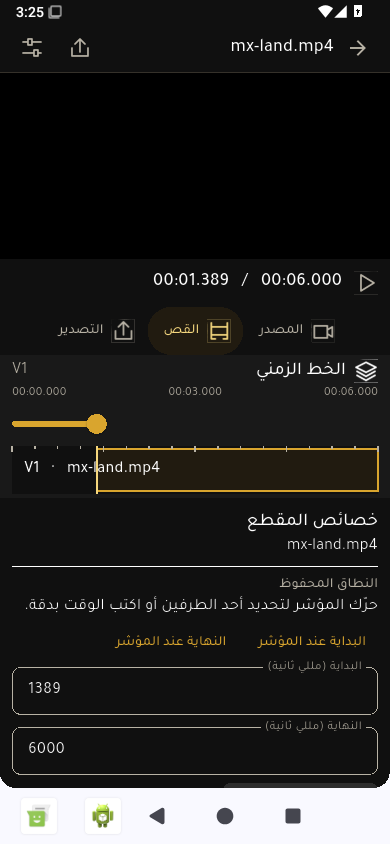 3:25
mx-land.mp4
00:01.389 / 00:06.000
المصدر
القص
التصدير
الخط الزمني
V1
00:00.000 00:03.000 00:06.000
V1 · mx-land.mp4
خصائص المقطع
mx-land.mp4
النطاق المحفوظ
حرّك المؤشر لتحديد أحد الطرفين أو اكتب الوقت بدقة.
البداية عند المؤشر
النهاية عند المؤشر
البداية (مللي ثانية)
1389
النهاية (مللي ثانية)
6000